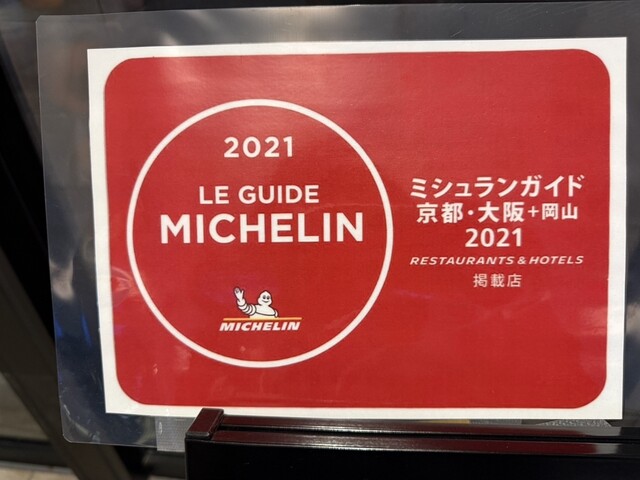 2021
LE GUIDE
MICHELIN
MICHELIN
ミシュランガイド
京都・大阪+岡山
2021
RESTAURANTS & HOTELS
掲載店